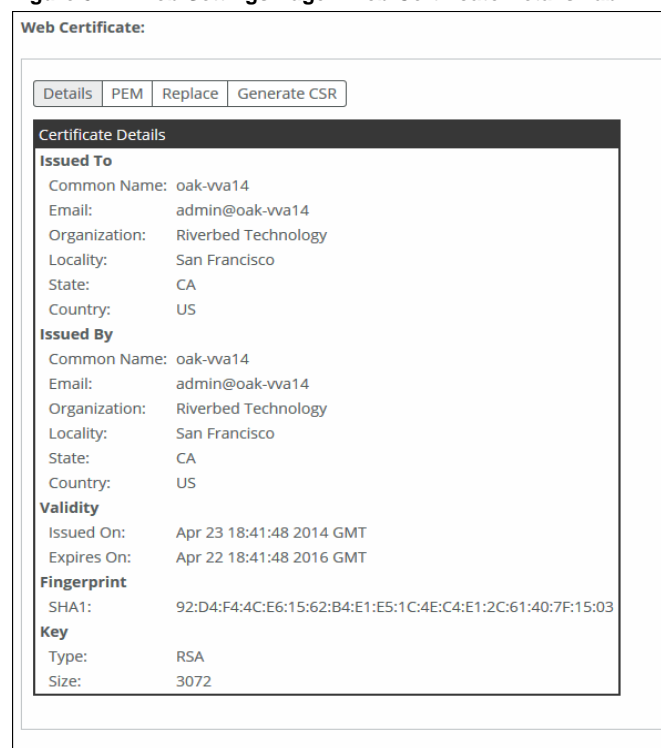 Web Certificate:
Details PEM Replace Generate CSR
Certificate Details
Issued To
Common Name: oak-vva14
Email: admin@oak-vva14
Organization: Riverbed Technology
Locality: San Francisco
State: CA
Country: US
Issued By
Common Name: oak-vva14
Email: admin@oak-vva14
Organization: Riverbed Technology
Locality: San Francisco
State: CA
Country: US
Validity
Issued On: Apr 23 18:41:48 2014 GMT
Expires On: Apr 22 18:41:48 2016 GMT
Fingerprint
SHA1: 92:D4:F4:4C:E6:15:62:B4:E1:E5:1C:4E:C4:E1:2C:61:40:7F:15:03
Key
Type: RSA
Size: 3072